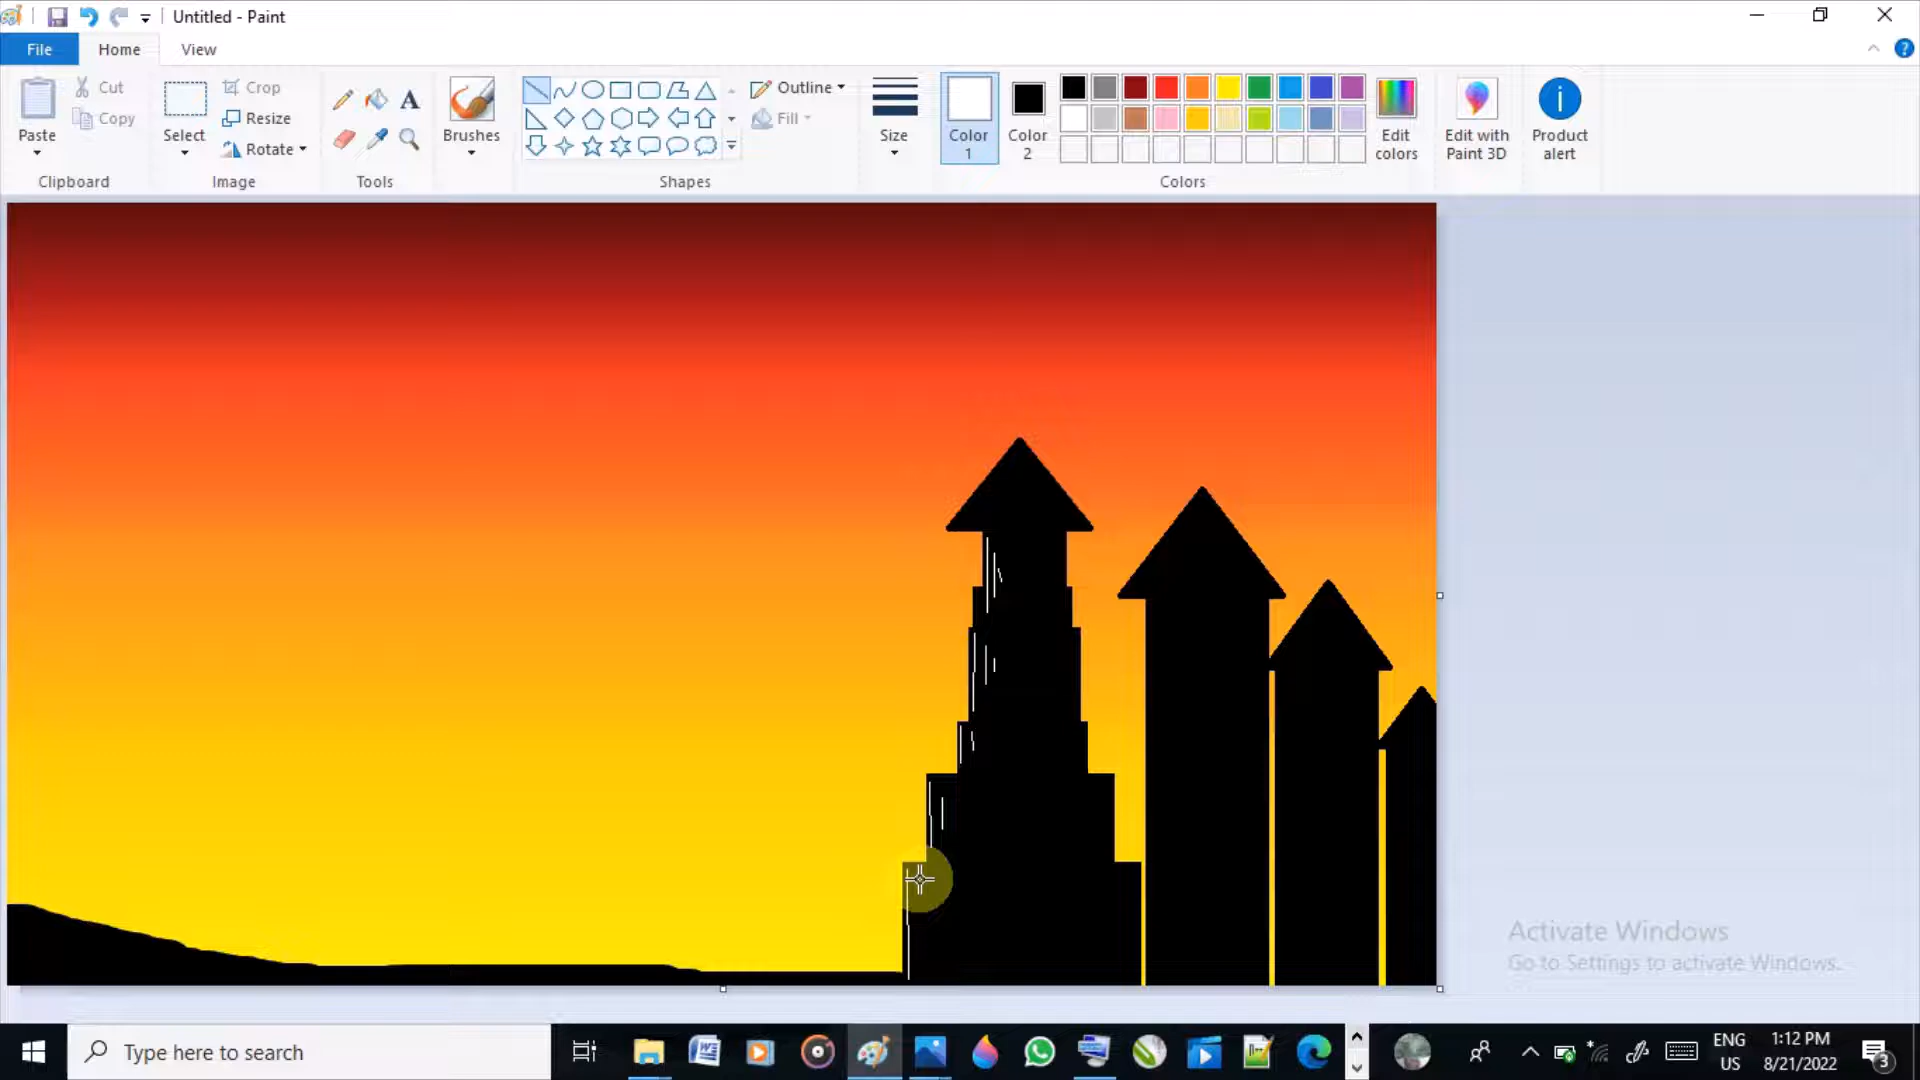 Untitled - Paint
File Home View
Paste Cut Copy Select Crop Resize Rotate A Brushes Outline Fill Size Color 1 Color 2 Edit colors Edit with Paint 3D Product alert
Clipboard Image Tools Shapes Colors
Activate Windows
Go to Settings to activate Windows.
Type here to search
ENG
US
1:12 PM
8/21/2022
3